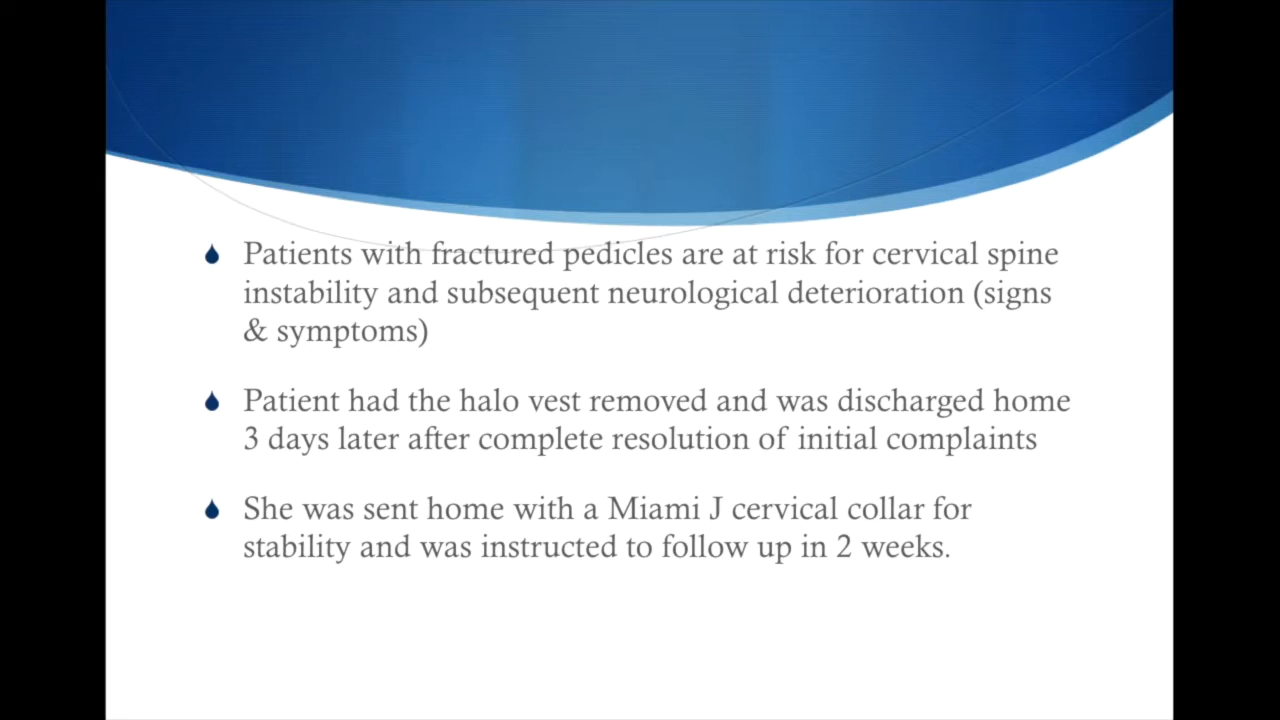 Patients with fractured pedicles are at risk for cervical spine
instability and subsequent neurological deterioration (signs
& symptoms)
Patient had the halo vest removed and was discharged home
3 days later after complete resolution of initial complaints
She was sent home with a Miami J cervical collar for
stability and was instructed to follow up in 2 weeks.